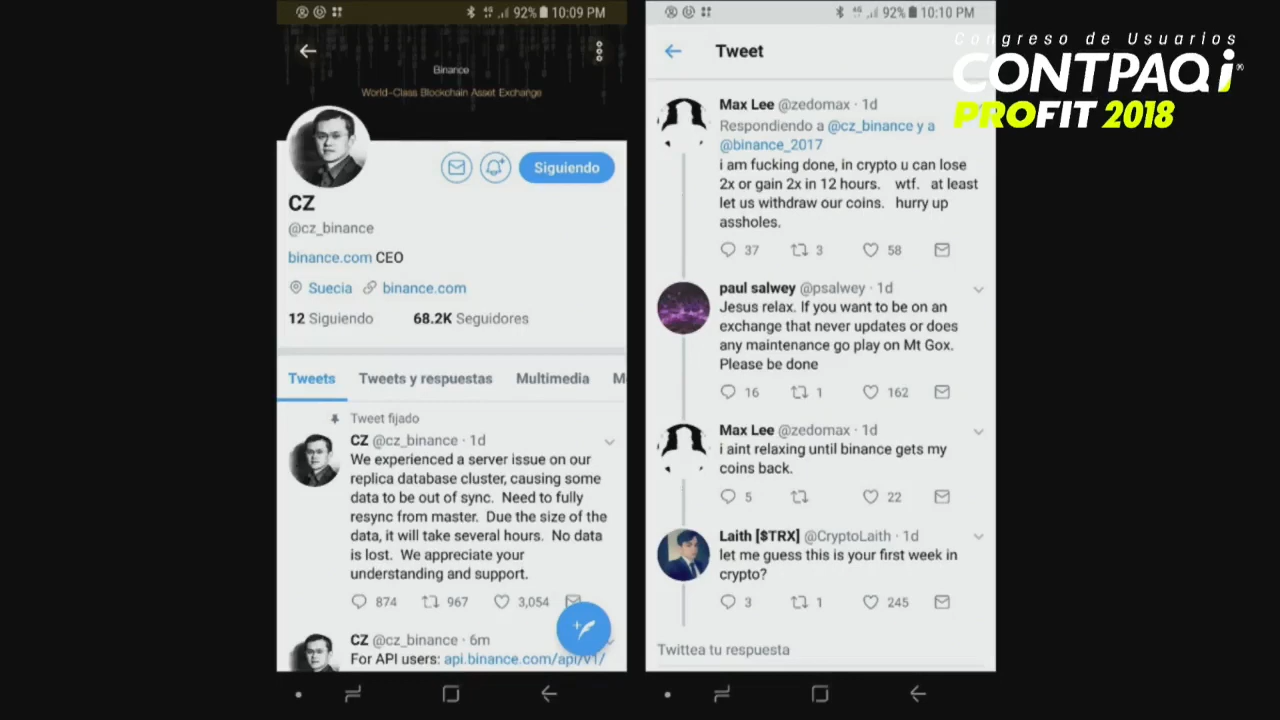 92% 10:09 PM
Binance
World-Class Blockchain Asset Exchange
Siguiendo
CZ
@cz_binance
binance.com CEO
Suecia binance.com
12 Siguiendo 68.2K Seguidores
Tweets Tweets y respuestas Multimedia M
Tweet fijado
CZ @cz_binance · 1d
We experienced a server issue on our
replica database cluster, causing some
data to be out of sync. Need to fully
resync from master. Due the size of the
data, it will take several hours. No data
is lost. We appreciate your
understanding and support.
874 967 3,054
CZ @cz_binance · 6m
For API users: api.binance.com/api/v1/
92% 10:10 PM
Tweet
Max Lee @zedomax · 1d
Respondiendo a @cz_binance y a
@binance_2017
i am fucking done, in crypto u can lose
2x or gain 2x in 12 hours. wtf. at least
let us withdraw our coins. hurry up
assholes.
37 3 58
paul salwey @psalwey · 1d
Jesus relax. If you want to be on an
exchange that never updates or does
any maintenance go play on Mt Gox.
Please be done
16 1 162
Max Lee @zedomax · 1d
i aint relaxing until binance gets my
coins back.
5 22
Laith [$TRX] @CryptoLaith · 1d
let me guess this is your first week in
crypto?
3 1 245
Twittea tu respuesta
Congreso de Usuarios
CONTPAQi®
PROFIT 2018